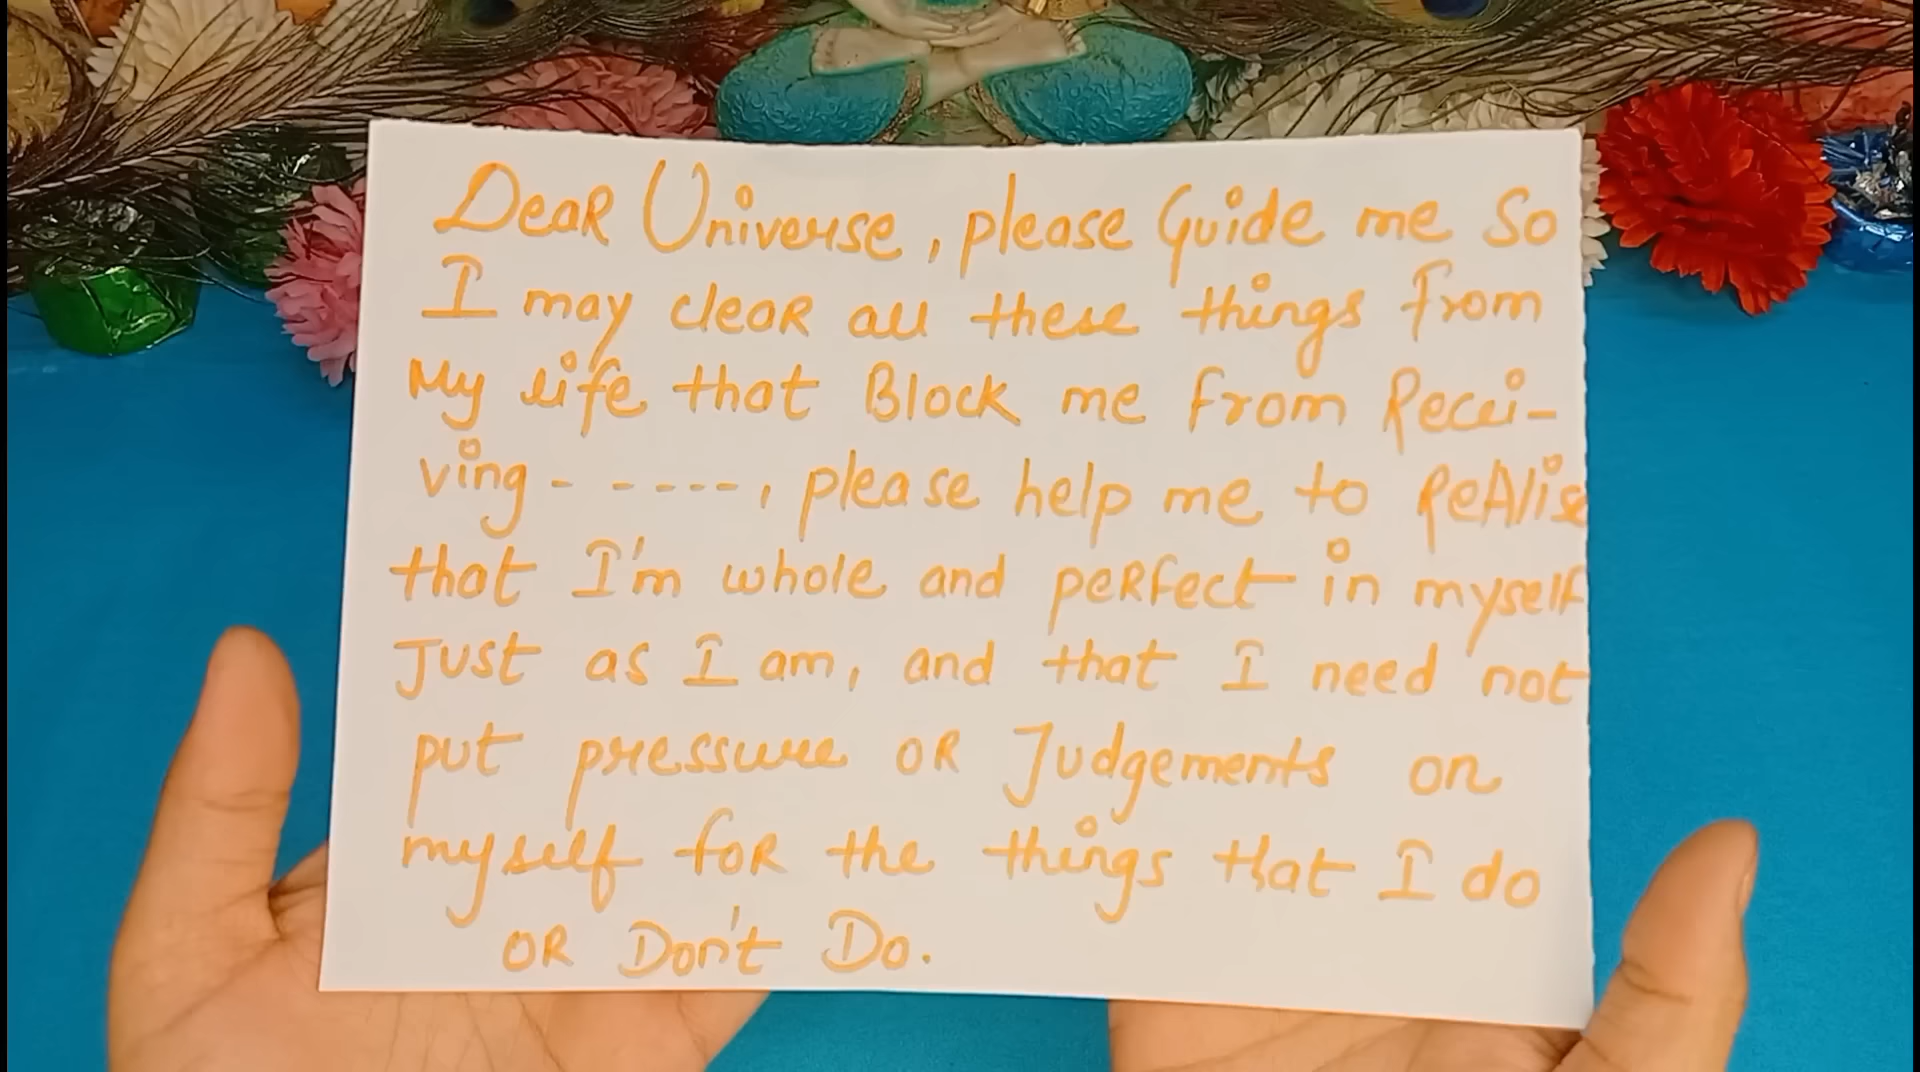 Dear Universe, please Guide me so
I may clear all these things from
My life that Block me from Recei-
ving - - - - - -, please help me to ReAlise
that I'm whole and perfect in myself
Just as I am, and that I need not
put pressure OR Judgements on
myself for the things that I do
OR Don't Do.